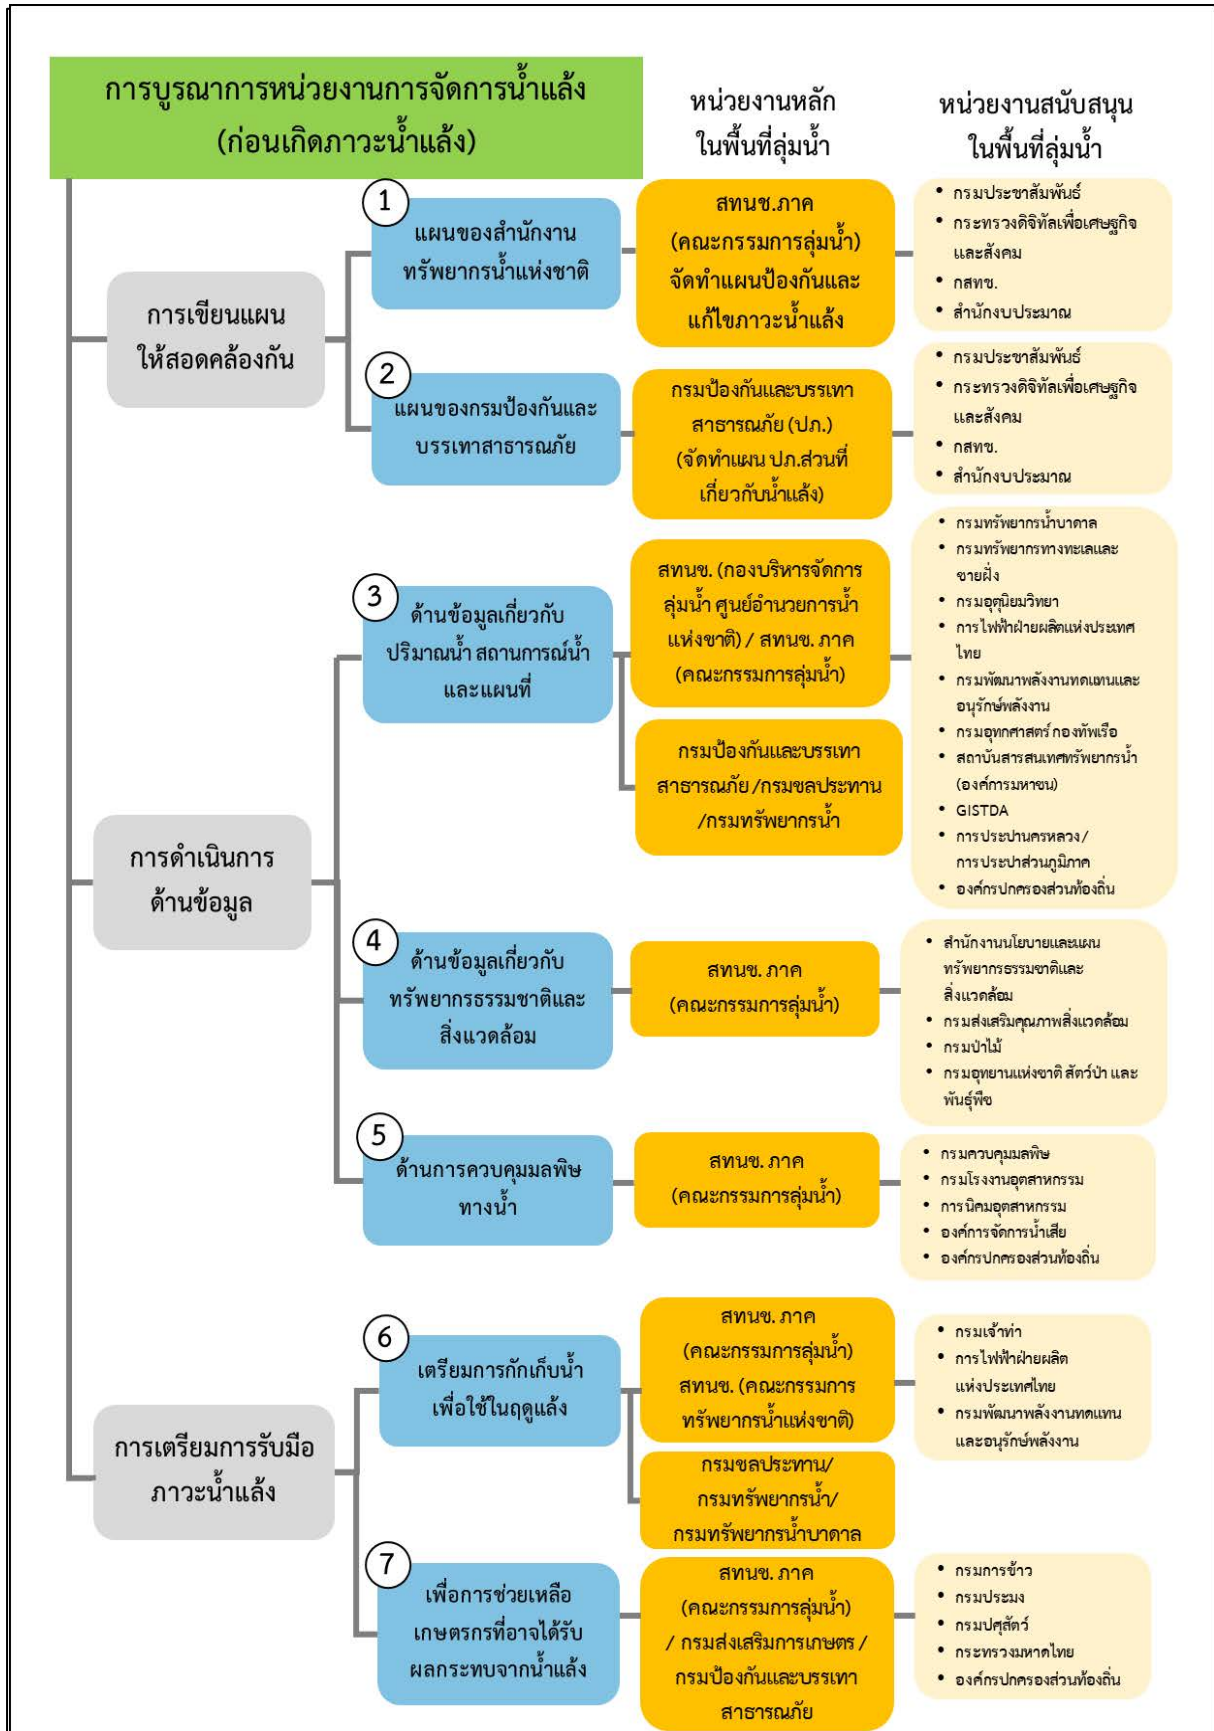 การบูรณาการหน่วยงานการจัดการน้ำแล้ง
(ก่อนเกิดภาวะน้ำแล้ง)
หน่วยงานหลัก
ในพื้นที่ลุ่มน้ำ
หน่วยงานสนับสนุน
ในพื้นที่ลุ่มน้ำ
การเขียนแผน
ให้สอดคล้องกัน
1
แผนของสำนักงาน
ทรัพยากรน้ำแห่งชาติ
สทนช.ภาค
(คณะกรรมการลุ่มน้ำ)
จัดทำแผนป้องกันและ
แก้ไขภาวะน้ำแล้ง
• กรมประชาสัมพันธ์
• กระทรวงดิจิทัลเพื่อเศรษฐกิจ
และสังคม
• กสทช.
• สำนักงบประมาณ
2
แผนของกรมป้องกันและ
บรรเทาสาธารณภัย
กรมป้องกันและบรรเทา
สาธารณภัย (ปภ.)
(จัดทำแผน ปภ.ส่วนที่
เกี่ยวกับน้ำแล้ง)
• กรมประชาสัมพันธ์
• กระทรวงดิจิทัลเพื่อเศรษฐกิจ
และสังคม
• กสทช.
• สำนักงบประมาณ
การดำเนินการ
ด้านข้อมูล
3
ด้านข้อมูลเกี่ยวกับ
ปริมาณน้ำ สถานการณ์น้ำ
และแผนที่
สทนช. (กองบริหารจัดการ
ลุ่มน้ำ ศูนย์อำนวยการน้ำ
แห่งชาติ) / สทนช. ภาค
(คณะกรรมการลุ่มน้ำ)
กรมป้องกันและบรรเทา
สาธารณภัย /กรมชลประทาน
/กรมทรัพยากรน้ำ
• กรมทรัพยากรน้ำบาดาล
• กรมทรัพยากรทางทะเลและ
ชายฝั่ง
• กรมอุตุนิยมวิทยา
• การไฟฟ้าฝ่ายผลิตแห่งประเทศ
ไทย
• กรมพัฒนาพลังงานทดแทนและ
อนุรักษ์พลังงาน
• กรมอุทกศาสตร์ กองทัพเรือ
• สถาบันสารสนเทศทรัพยากรน้ำ
(องค์การมหาชน)
• GISTDA
• การประปานครหลวง /
การประปาส่วนภูมิภาค
• องค์กรปกครองส่วนท้องถิ่น
4
ด้านข้อมูลเกี่ยวกับ
ทรัพยากรธรรมชาติและ
สิ่งแวดล้อม
สทนช. ภาค
(คณะกรรมการลุ่มน้ำ)
• สำนักงานนโยบายและแผน
ทรัพยากรธรรมชาติและ
สิ่งแวดล้อม
• กรมส่งเสริมคุณภาพสิ่งแวดล้อม
• กรมป่าไม้
• กรมอุทยานแห่งชาติ สัตว์ป่า และ
พันธุ์พืช
5
ด้านการควบคุมมลพิษ
ทางน้ำ
สทนช. ภาค
(คณะกรรมการลุ่มน้ำ)
• กรมควบคุมมลพิษ
• กรมโรงงานอุตสาหกรรม
• การนิคมอุตสาหกรรม
• องค์การจัดการน้ำเสีย
• องค์กรปกครองส่วนท้องถิ่น
การเตรียมการรับมือ
ภาวะน้ำแล้ง
6
เตรียมการกักเก็บน้ำ
เพื่อใช้ในฤดูแล้ง
สทนช. ภาค
(คณะกรรมการลุ่มน้ำ)
สทนช. (คณะกรรมการ
ทรัพยากรน้ำแห่งชาติ)
กรมชลประทาน/
กรมทรัพยากรน้ำ/
กรมทรัพยากรน้ำบาดาล
• กรมเจ้าท่า
• การไฟฟ้าฝ่ายผลิต
แห่งประเทศไทย
• กรมพัฒนาพลังงานทดแทน
และอนุรักษ์พลังงาน
7
เพื่อการช่วยเหลือ
เกษตรกรที่อาจได้รับ
ผลกระทบจากน้ำแล้ง
สทนช. ภาค
(คณะกรรมการลุ่มน้ำ)
/ กรมส่งเสริมการเกษตร /
กรมป้องกันและบรรเทา
สาธารณภัย
• กรมการข้าว
• กรมประมง
• กรมปศุสัตว์
• กระทรวงมหาดไทย
• องค์กรปกครองส่วนท้องถิ่น